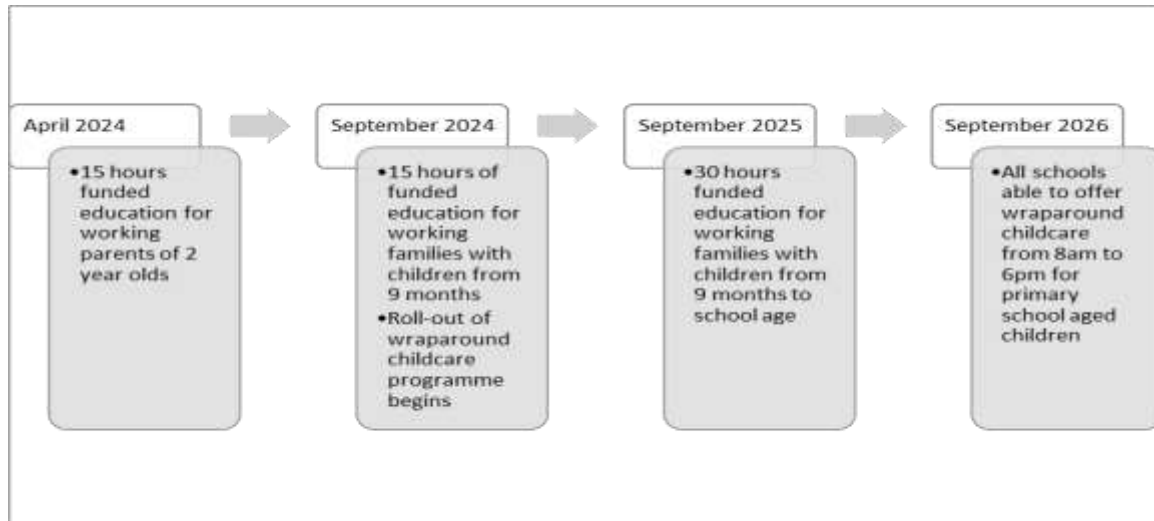 April 2024
•15 hours
funded
education for
working
parents of 2
year olds
September 2024
•15 hours of
funded
education for
working
families with
children from
9 months
•Roll-out of
wraparound
childcare
programme
begins
September 2025
•30 hours
funded
education for
working
families with
children from
9 months to
school age
September 2026
•All schools
able to offer
wraparound
childcare
from 8am to
6pm for
primary
school aged
children